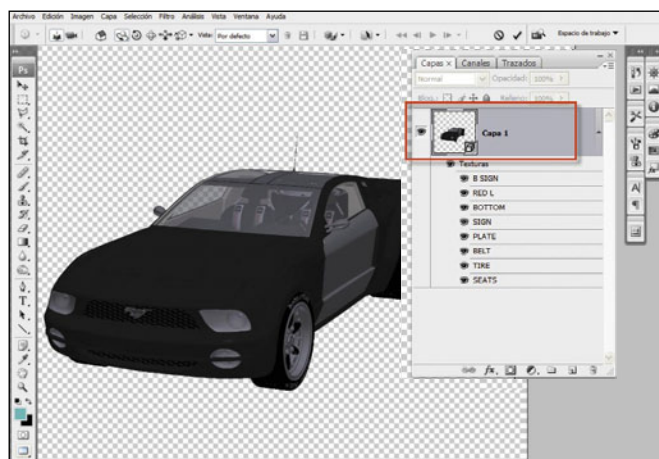 Archivo Edición Imagen Capa Selección Filtro Análisis Vista Ventana Ayuda
Vista: Por defecto Espacio de trabajo
Ps
Capas x Canales Trazados
Normal Opacidad: 100%
Bloq.: Relleno: 100%
Capa 1
Texturas
B SIGN
RED L
BOTTOM
SIGN
PLATE
BELT
TIRE
SEATS